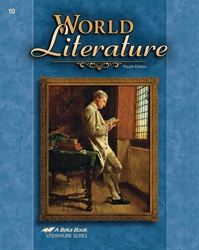 10
WORLD
Literature
Fourth Edition
A Beka Book
LITERATURE SERIES